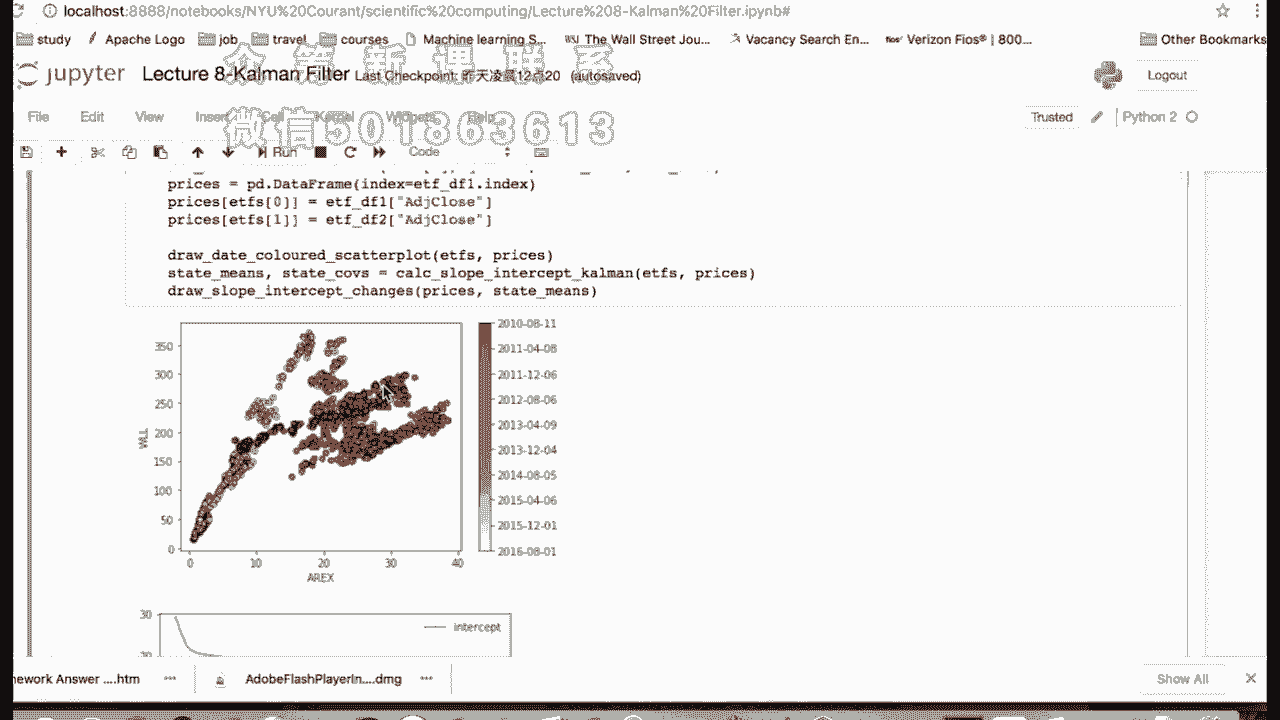 localhost:8888/notebooks/NYU%20Courant/scientific%20computing/Lecture%208-Kalman%20Filter.ipynb#
study Apache Logo job travel courses Machine learning S... WSJ The Wall Street Jou... Vacancy Search En... Verizon Fios® | 800... Other Bookmarks
jupyter Lecture 8-Kalman Filter Last Checkpoint: 昨天凌晨12点20 (autosaved) Logout
File Edit View Insert Cell Kernel Widgets Help Trusted Python 2
微信501863613
Run Code
prices = pd.DataFrame(index=etf_df1.index)
prices[etfs[0]] = etf_df1["AdjClose"]
prices[etfs[1]] = etf_df2["AdjClose"]
draw_date_coloured_scatterplot(etfs, prices)
state_means, state_covs = calc_slope_intercept_kalman(etfs, prices)
draw_slope_intercept_changes(prices, state_means)
350
300
250
200
150
100
50
0
WLL
0 10 20 30 40
AREX
2010-08-11
2011-04-08
2011-12-06
2012-08-06
2013-04-09
2013-12-04
2014-08-05
2015-04-06
2015-12-01
2016-08-01
30
intercept
nework Answer ....htm AdobeFlashPlayerIn....dmg Show All